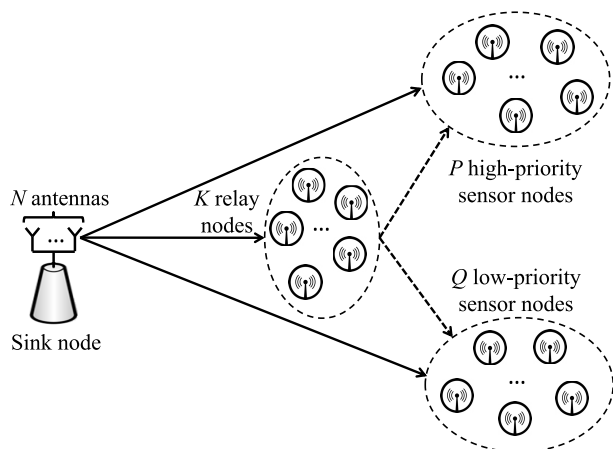 P high-priority
sensor nodes
N antennas
K relay
nodes
...
...
...
...
Q low-priority
sensor nodes
Sink node